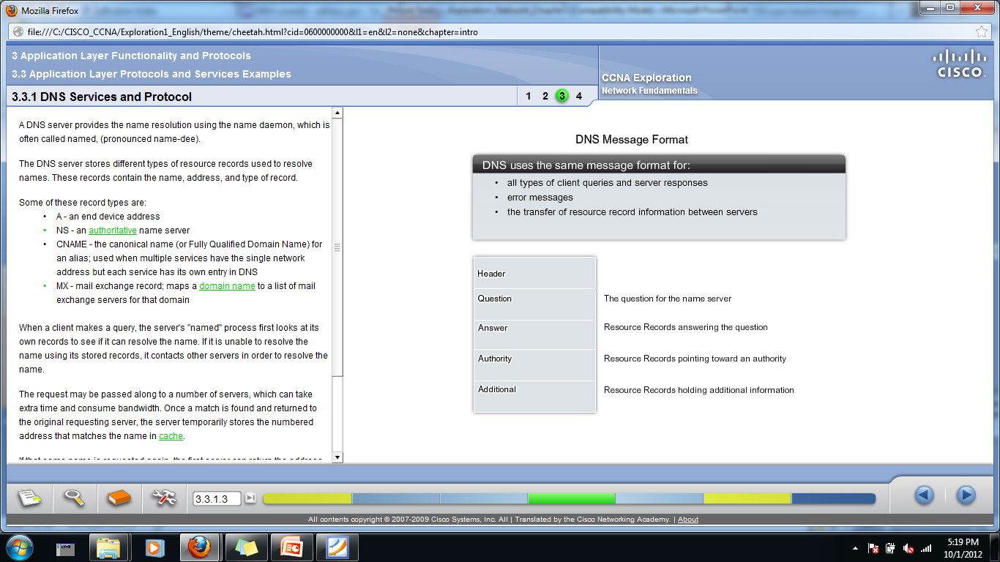 Mozilla Firefox
file:///C:/CISCO_CCNA/Exploration1_English/theme/cheetah.html?cid=0600000000&l1=en&l2=none&chapter=intro
3 Application Layer Functionality and Protocols
3.3 Application Layer Protocols and Services Examples
CCNA Exploration
Network Fundamentals
CISCO.
3.3.1 DNS Services and Protocol
1 2 3 4
A DNS server provides the name resolution using the name daemon, which is
often called named, (pronounced name-dee).
The DNS server stores different types of resource records used to resolve
names. These records contain the name, address, and type of record.
Some of these record types are:
• A - an end device address
• NS - an authoritative name server
• CNAME - the canonical name (or Fully Qualified Domain Name) for
an alias; used when multiple services have the single network
address but each service has its own entry in DNS
• MX - mail exchange record; maps a domain name to a list of mail
exchange servers for that domain
When a client makes a query, the server's "named" process first looks at its
own records to see if it can resolve the name. If it is unable to resolve the
name using its stored records, it contacts other servers in order to resolve the
name.
The request may be passed along to a number of servers, which can take
extra time and consume bandwidth. Once a match is found and returned to
the original requesting server, the server temporarily stores the numbered
address that matches the name in cache.
If that same name is requested again, the first server can return the address
DNS Message Format
DNS uses the same message format for:
• all types of client queries and server responses
• error messages
• the transfer of resource record information between servers
Header
Question The question for the name server
Answer Resource Records answering the question
Authority Resource Records pointing toward an authority
Additional Resource Records holding additional information
3.3.1.3
All contents copyright © 2007-2009 Cisco Systems, Inc. All | Translated by the Cisco Networking Academy. | About
5:19 PM
10/1/2012